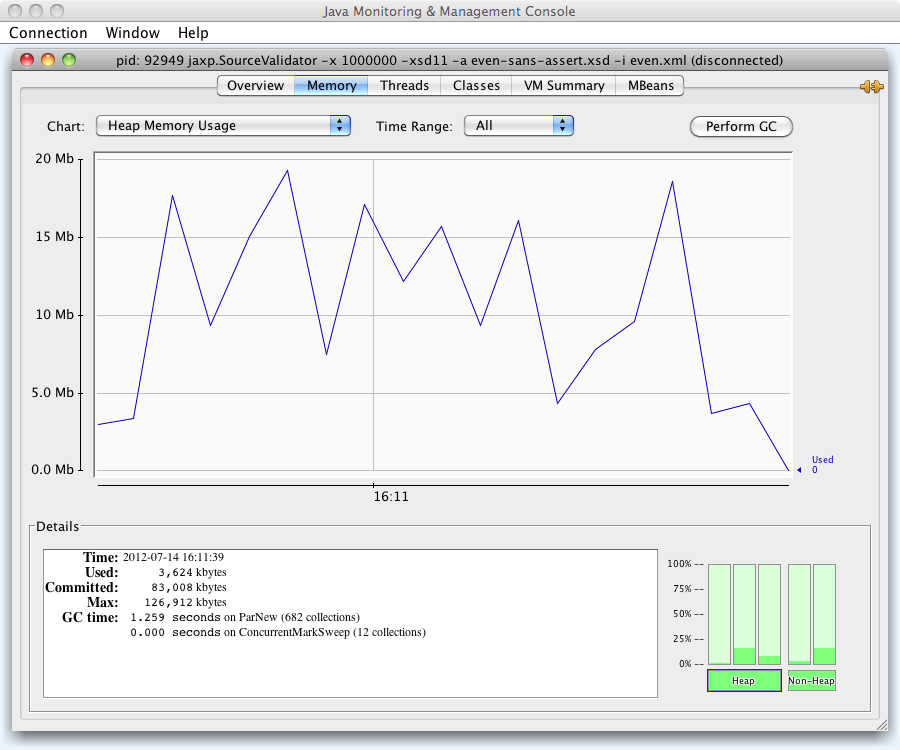 Java Monitoring & Management Console
Connection Window Help
pid: 92949 jaxp.SourceValidator -x 1000000 -xsd11 -a even-sans-assert.xsd -i even.xml (disconnected)
Overview Memory Threads Classes VM Summary MBeans
Chart: Heap Memory Usage Time Range: All Perform GC
20 Mb
15 Mb
10 Mb
5.0 Mb
0.0 Mb
Used
0
16:11
Details
Time: 2012-07-14 16:11:39
Used: 3,624 kbytes
Committed: 83,008 kbytes
Max: 126,912 kbytes
GC time: 1.259 seconds on ParNew (682 collections)
0.000 seconds on ConcurrentMarkSweep (12 collections)
100% --
75% --
50% --
25% --
0% --
Heap Non-Heap